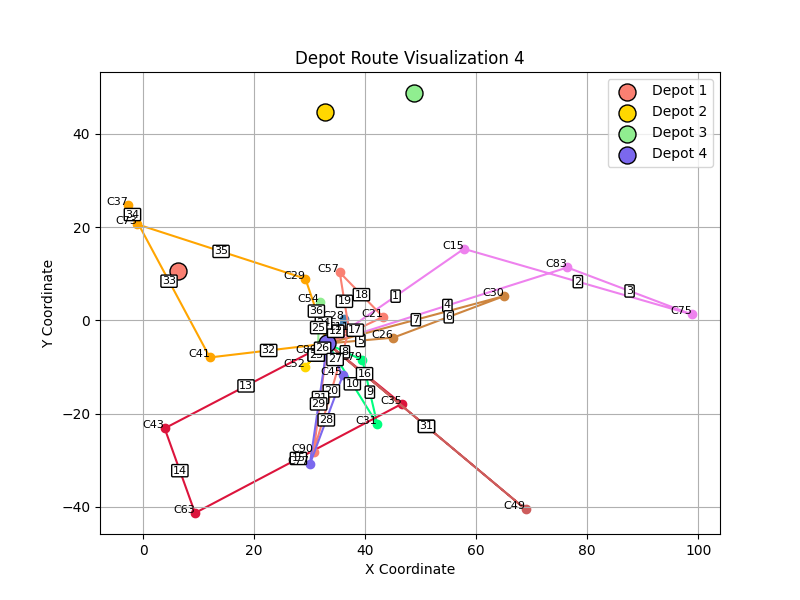 Depot Route Visualization 4
Depot 1
Depot 2
Depot 3
Depot 4
Y Coordinate
40
20
0
−20
−40
C37
34
C73
35
33
C29
C57
18
19
C54
36
C28
C21
25
12
17
C15
1
C83
2
3
C75
C30
4
7
6
C26
5
C41
32
26
8
27
C79
C52
C45
16
10
9
13
20
29
28
C31
C35
31
C43
14
C90
C63
C49
0
20
40
60
80
100
X Coordinate